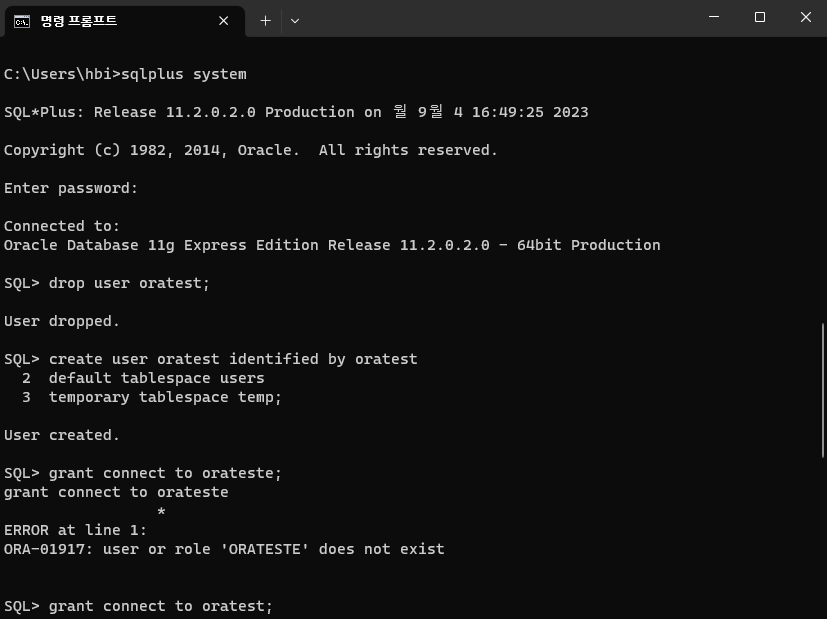 명령 프롬프트
C:\Users\hbi>sqlplus system
SQL*Plus: Release 11.2.0.2.0 Production on 월 9월 4 16:49:25 2023
Copyright (c) 1982, 2014, Oracle.  All rights reserved.
Enter password:
Connected to:
Oracle Database 11g Express Edition Release 11.2.0.2.0 - 64bit Production
SQL> drop user oratest;
User dropped.
SQL> create user oratest identified by oratest
  2  default tablespace users
  3  temporary tablespace temp;
User created.
SQL> grant connect to orateste;
grant connect to orateste
                 *
ERROR at line 1:
ORA-01917: user or role 'ORATESTE' does not exist
SQL> grant connect to oratest;